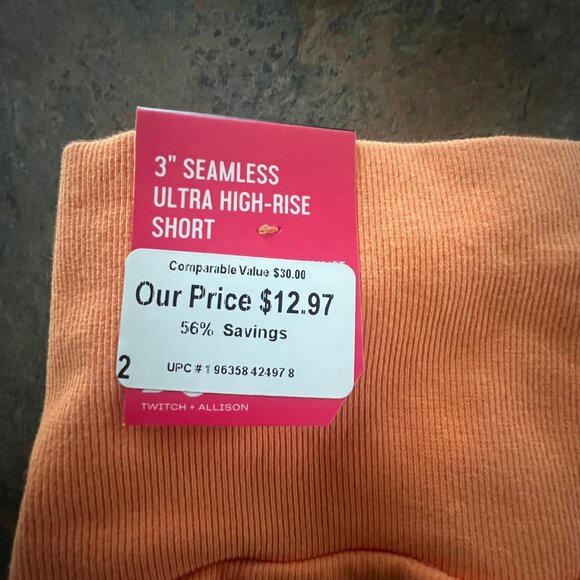 3" SEAMLESS
ULTRA HIGH-RISE
SHORT
Comparable Value $30.00
Our Price $12.97
56% Savings
2
UPC # 1 96358 42497 8
TWITCH + ALLISON